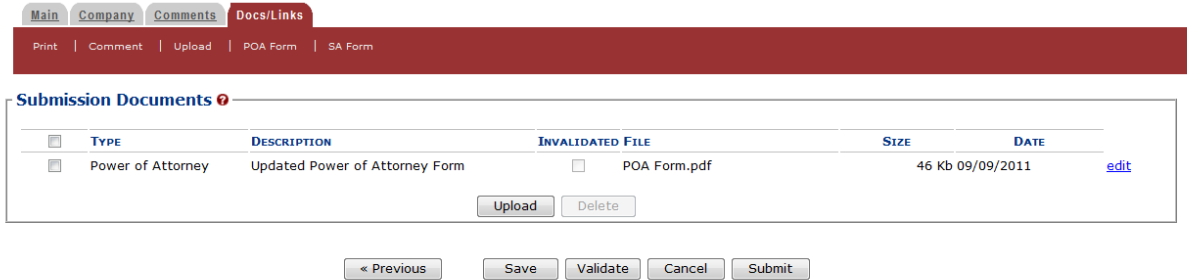 Main Company Comments Docs/Links
Print | Comment | Upload | POA Form | SA Form
Submission Documents ?
TYPE DESCRIPTION INVALIDATED FILE SIZE DATE
Power of Attorney Updated Power of Attorney Form POA Form.pdf 46 Kb 09/09/2011 edit
Upload Delete
« Previous Save Validate Cancel Submit